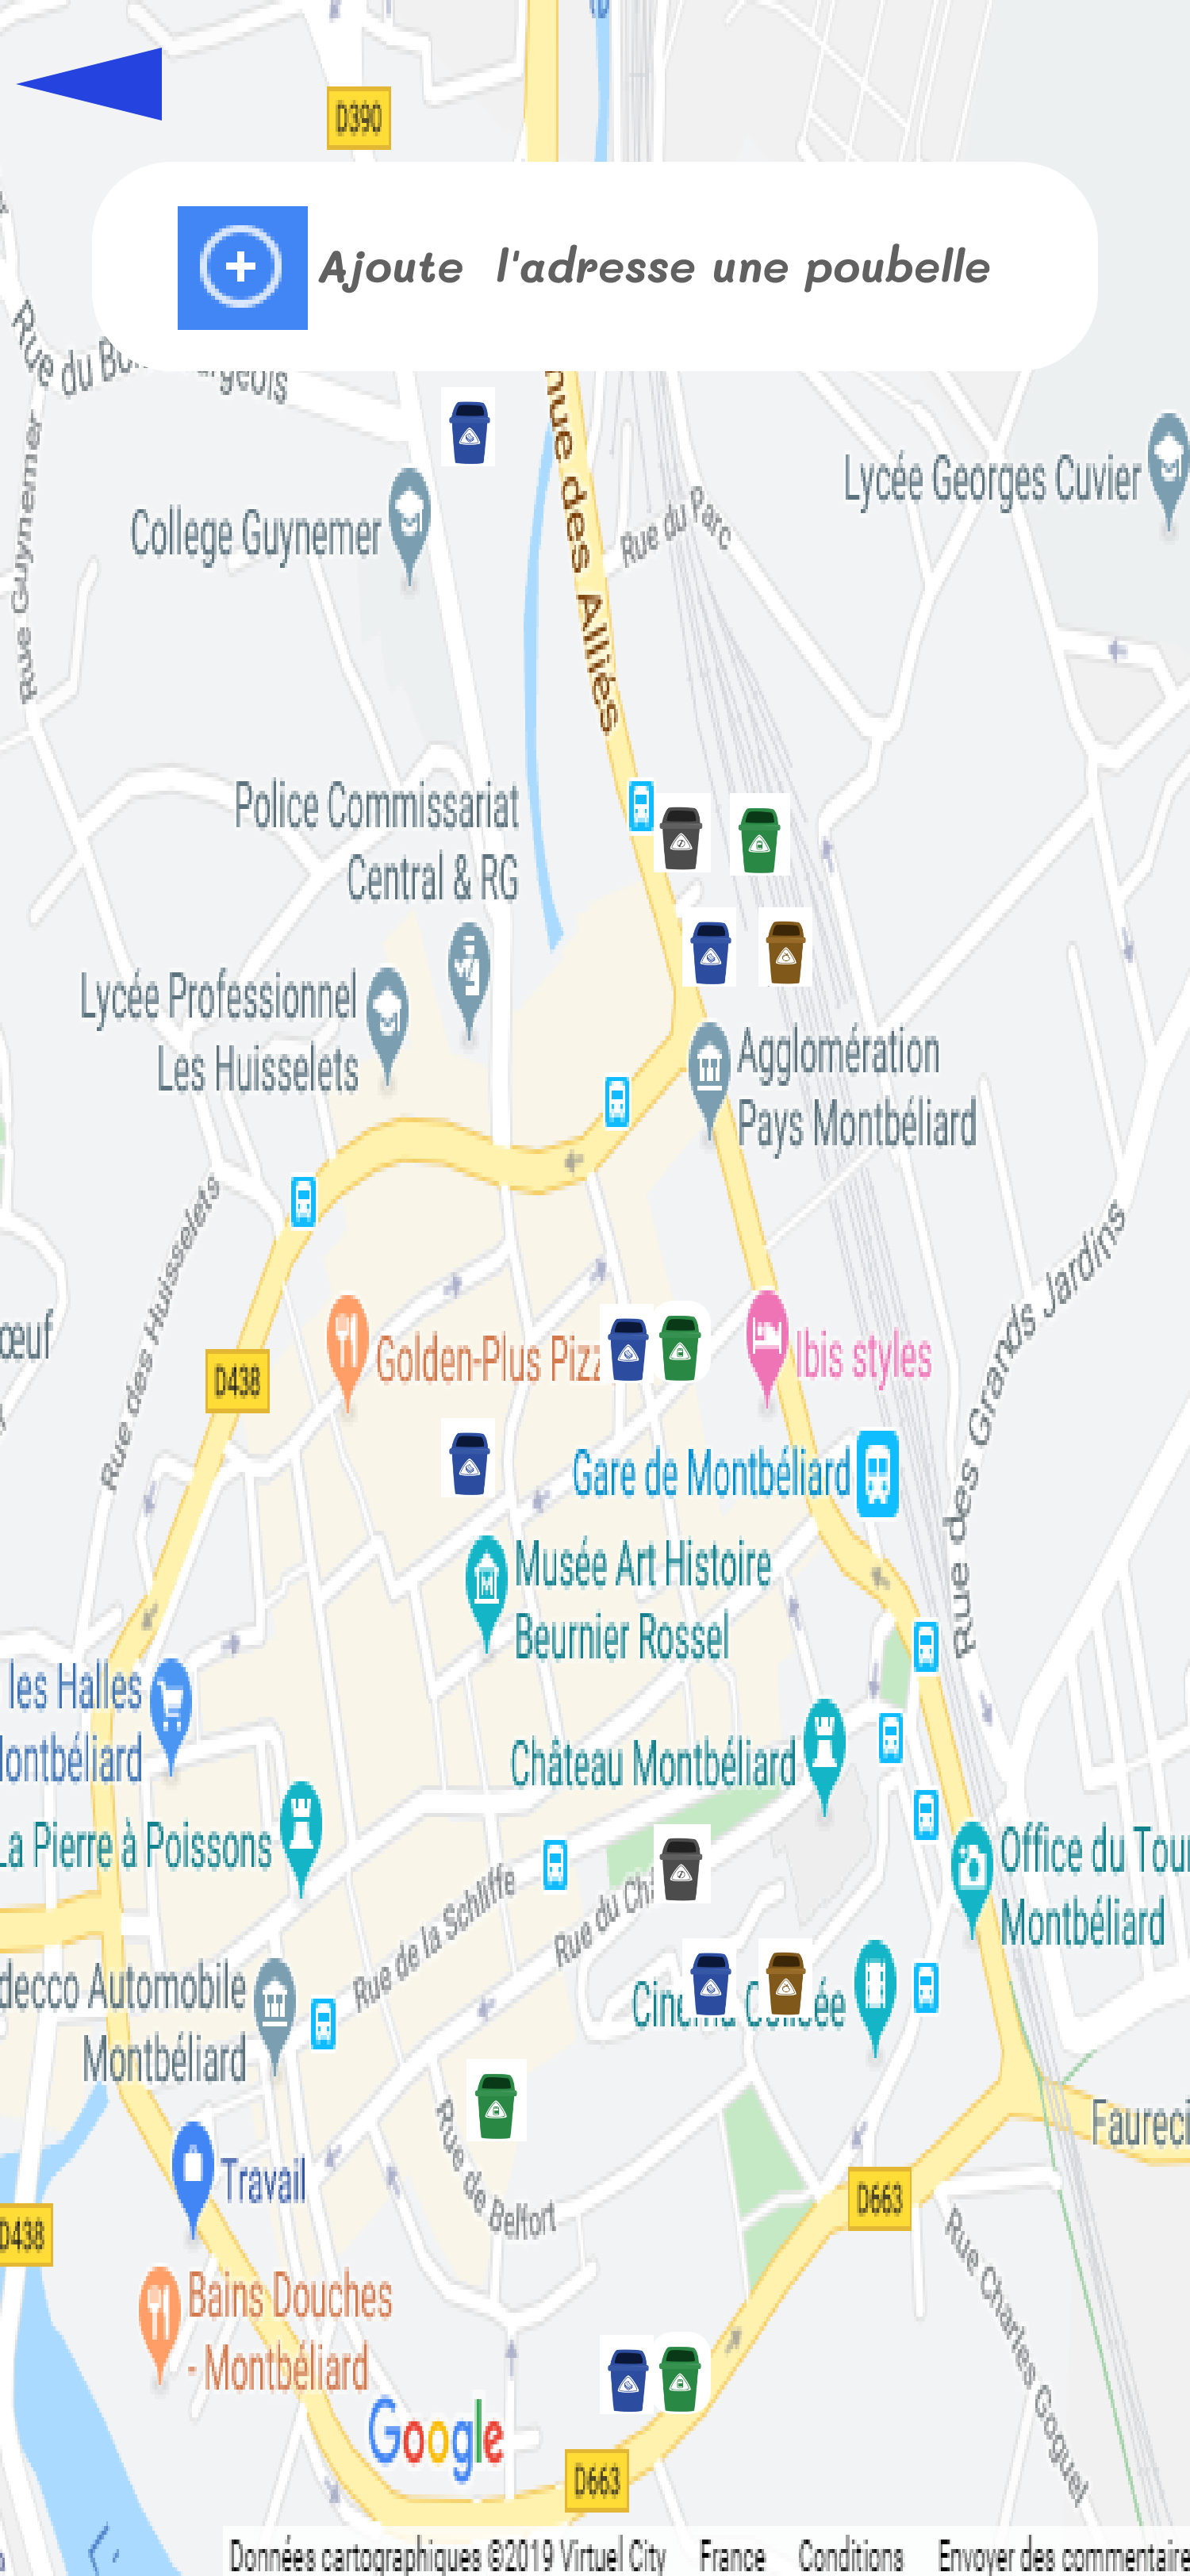 D390
Ajoute l'adresse une poubelle
Rue du
nue des Alliés
Rue Guynemer
Lycée Georges Cuvier
College Guynemer
Rue du Parc
Police Commissariat
Central & RG
Lycée Professionnel
Les Huisselets
Agglomération
Pays Montbéliard
Rue des Huisselets
Rue des Grands Jardins
œuf
Golden-Plus Pizz
Ibis styles
D438
Gare de Montbéliard
Musée Art Histoire
Beurnier Rossel
les Halles
Montbéliard
Château Montbéliard
La Pierre à Poissons
Office du Tour
Montbéliard
Rue de la Schliffe
Rue du Ch
decco Automobile
Montbéliard
Cinema ée
Rue de Belfort
Faureci
Travail
D663
D438
Rue Charles Goguel
Bains Douches
- Montbéliard
Google
D663
Données cartographiques ©2019 Virtuel City France Conditions Envoyer des commentaire